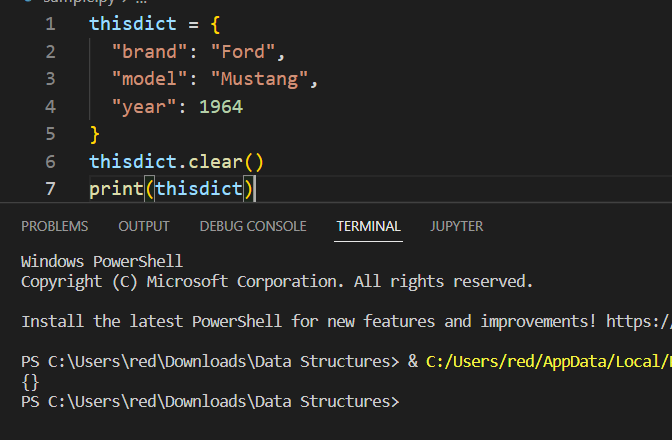 sample.py > ...
1 thisdict = {
2   "brand": "Ford",
3   "model": "Mustang",
4   "year": 1964
5 }
6 thisdict.clear()
7 print(thisdict)
PROBLEMS OUTPUT DEBUG CONSOLE TERMINAL JUPYTER
Windows PowerShell
Copyright (C) Microsoft Corporation. All rights reserved.
Install the latest PowerShell for new features and improvements! https:/
PS C:\Users\red\Downloads\Data Structures> & C:/Users/red/AppData/Local/
{}
PS C:\Users\red\Downloads\Data Structures>